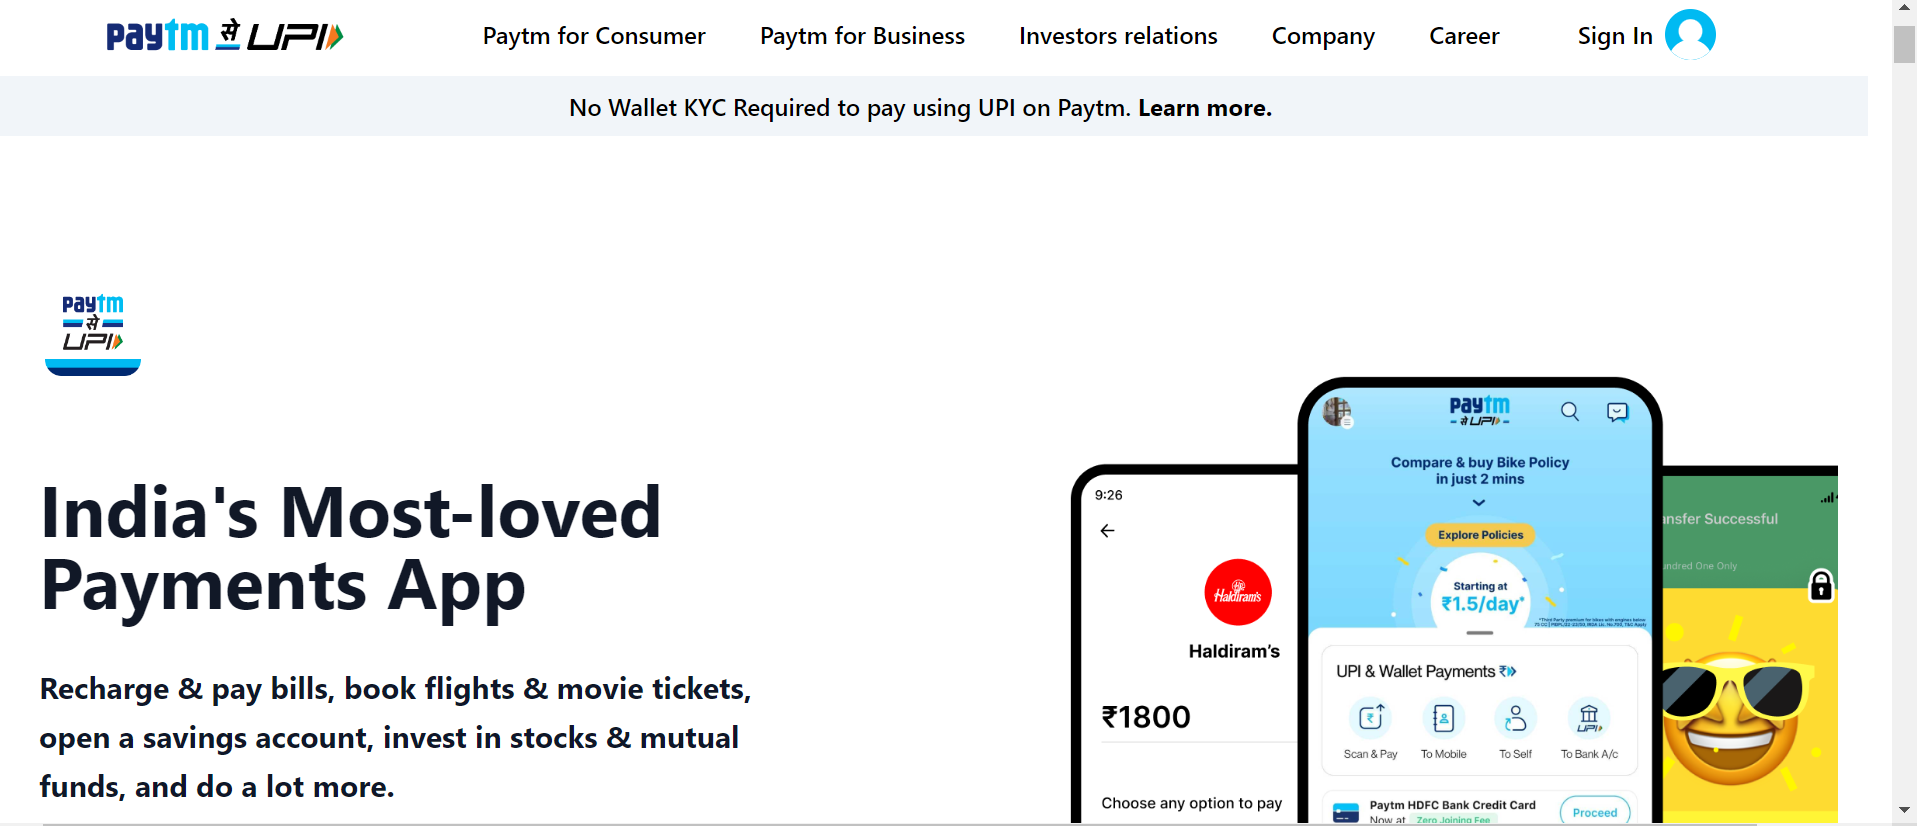 paytm से UPI
Paytm for Consumer
Paytm for Business
Investors relations
Company
Career
Sign In
No Wallet KYC Required to pay using UPI on Paytm. Learn more.
paytm
से
UPI
India's Most-loved
Payments App
Recharge & pay bills, book flights & movie tickets,
open a savings account, invest in stocks & mutual
funds, and do a lot more.
9:26
Haldiram's
Haldiram's
₹1800
Choose any option to pay
paytm
से UPI
Compare & buy Bike Policy
in just 2 mins
Explore Policies
Starting at
₹1.5/day*
UPI & Wallet Payments
Scan & Pay
To Mobile
To Self
UPI
To Bank A/c
Paytm HDFC Bank Credit Card
Now at Zero Joining Fee
Proceed
nsfer Successful
undred One Only